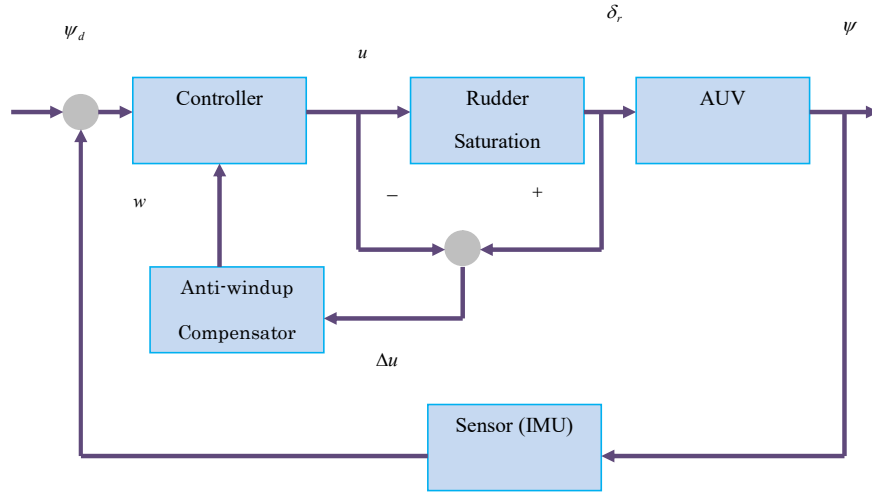 δr
ψd
ψ
u
Controller
Rudder
Saturation
AUV
w
−
+
Anti-windup
Compensator
Δu
Sensor (IMU)